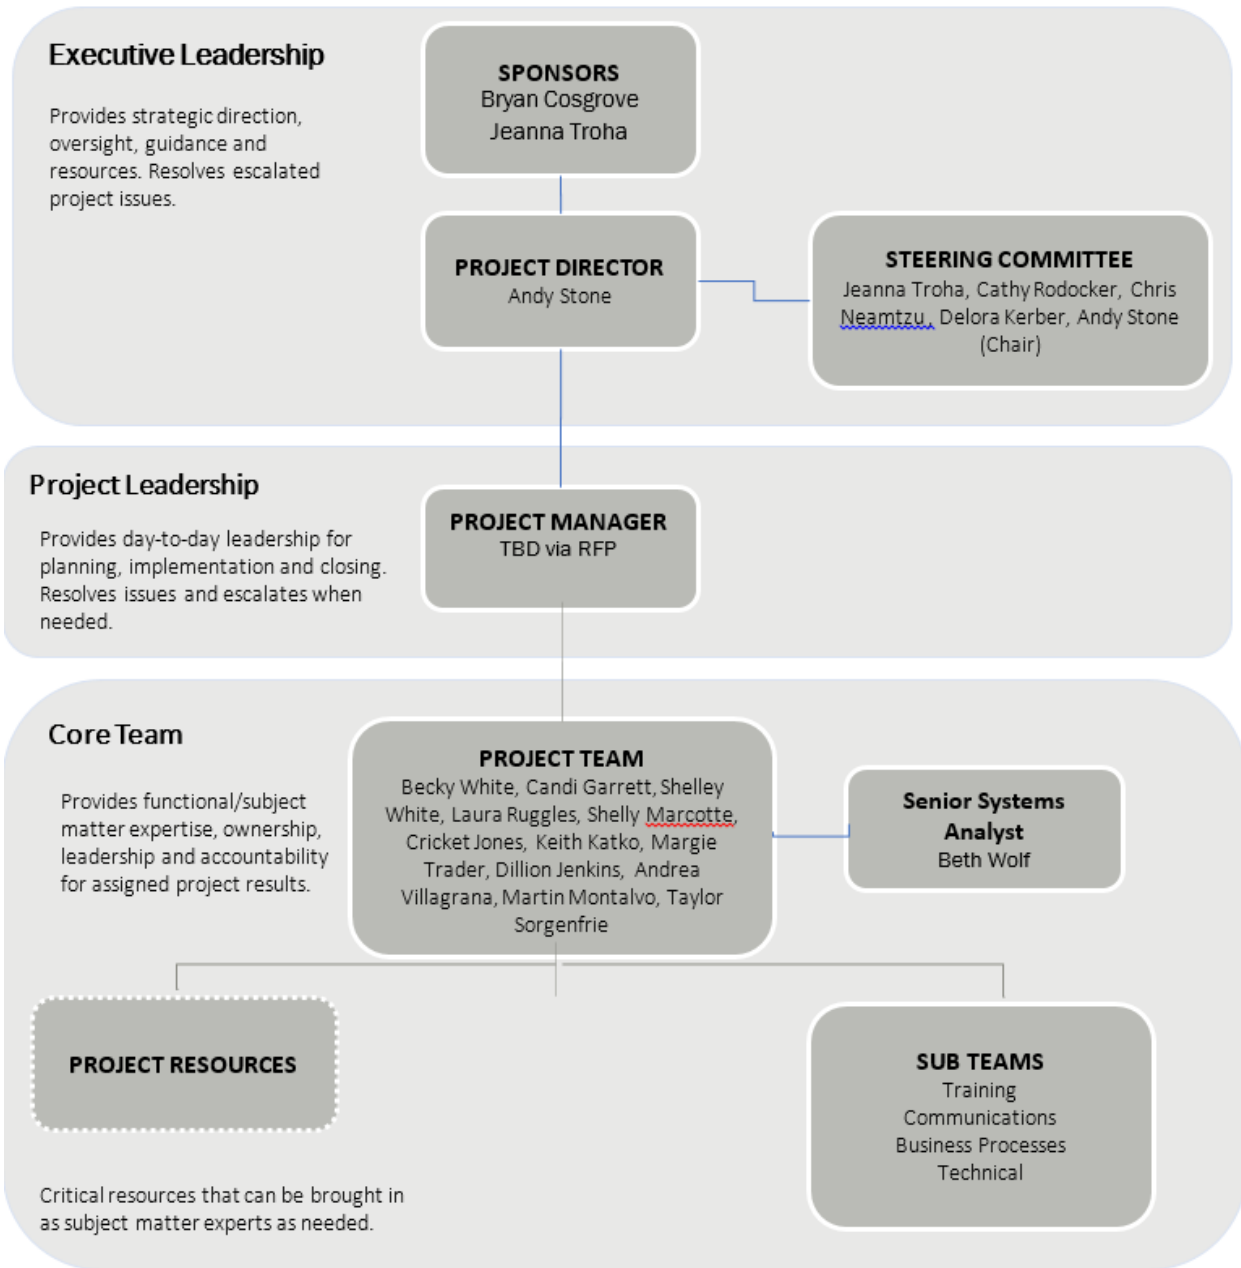 Executive Leadership
Provides strategic direction,
oversight, guidance and
resources. Resolves escalated
project issues.
SPONSORS
Bryan Cosgrove
Jeanna Troha
PROJECT DIRECTOR
Andy Stone
STEERING COMMITTEE
Jeanna Troha, Cathy Rodocker, Chris
Neamtzu, Delora Kerber, Andy Stone
(Chair)
Project Leadership
Provides day-to-day leadership for
planning, implementation and closing.
Resolves issues and escalates when
needed.
PROJECT MANAGER
TBD via RFP
Core Team
Provides functional/subject
matter expertise, ownership,
leadership and accountability
for assigned project results.
PROJECT TEAM
Becky White, Candi Garrett, Shelley
White, Laura Ruggles, Shelly Marcotte,
Cricket Jones, Keith Katko, Margie
Trader, Dillion Jenkins, Andrea
Villagrana, Martin Montalvo, Taylor
Sorgenfrie
Senior Systems
Analyst
Beth Wolf
PROJECT RESOURCES
Critical resources that can be brought in
as subject matter experts as needed.
SUB TEAMS
Training
Communications
Business Processes
Technical